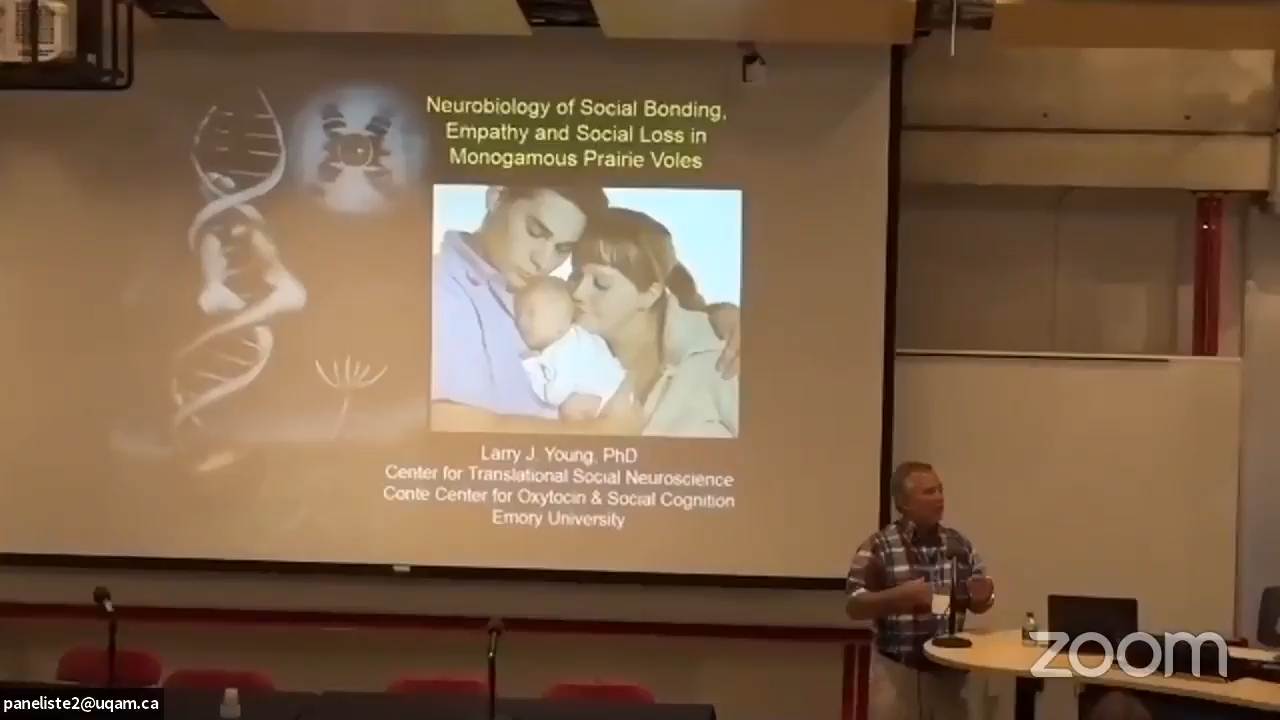 Neurobiology of Social Bonding,
Empathy and Social Loss in
Monogamous Prairie Voles
Larry J. Young, PhD
Center for Translational Social Neuroscience
Conte Center for Oxytocin & Social Cognition
Emory University
zoom
paneliste2@uqam.ca